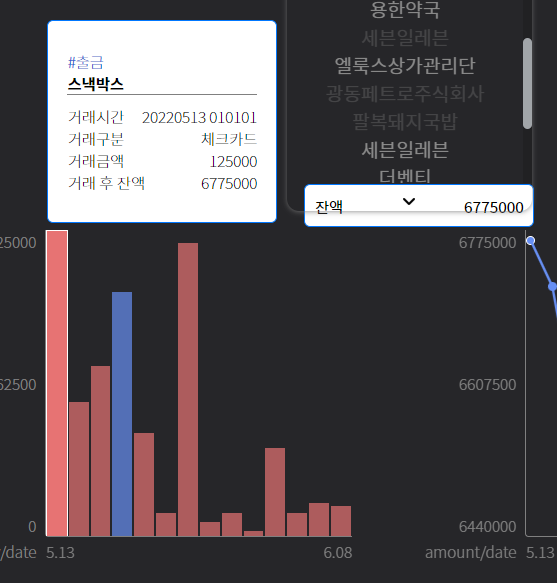 용한약국
세븐일레븐
엘룩스상가관리단
광동페트로주식회사
팔복돼지국밥
세븐일레븐
더벤티
#출금
스낵박스
거래시간 20220513 010101
거래구분 체크카드
거래금액 125000
거래 후 잔액 6775000
잔액 6775000
25000
62500
0
/date 5.13 6.08
6775000
6607500
6440000
amount/date 5.13